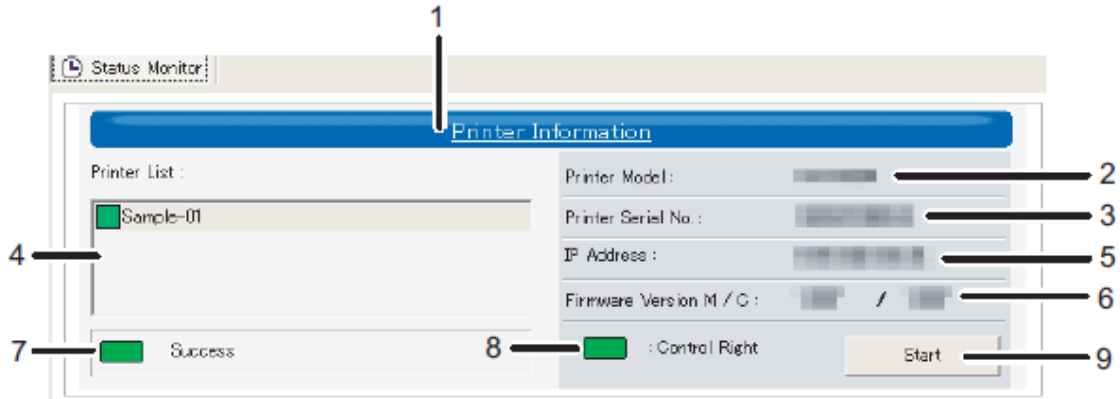 1
Status Monitor
Printer Information
Printer List :
Printer Model :
2
Sample-01
Printer Serial No. :
3
4
IP Address :
5
Firmware Version M / C :
/
6
7
Success
8
: Control Right
Start
9